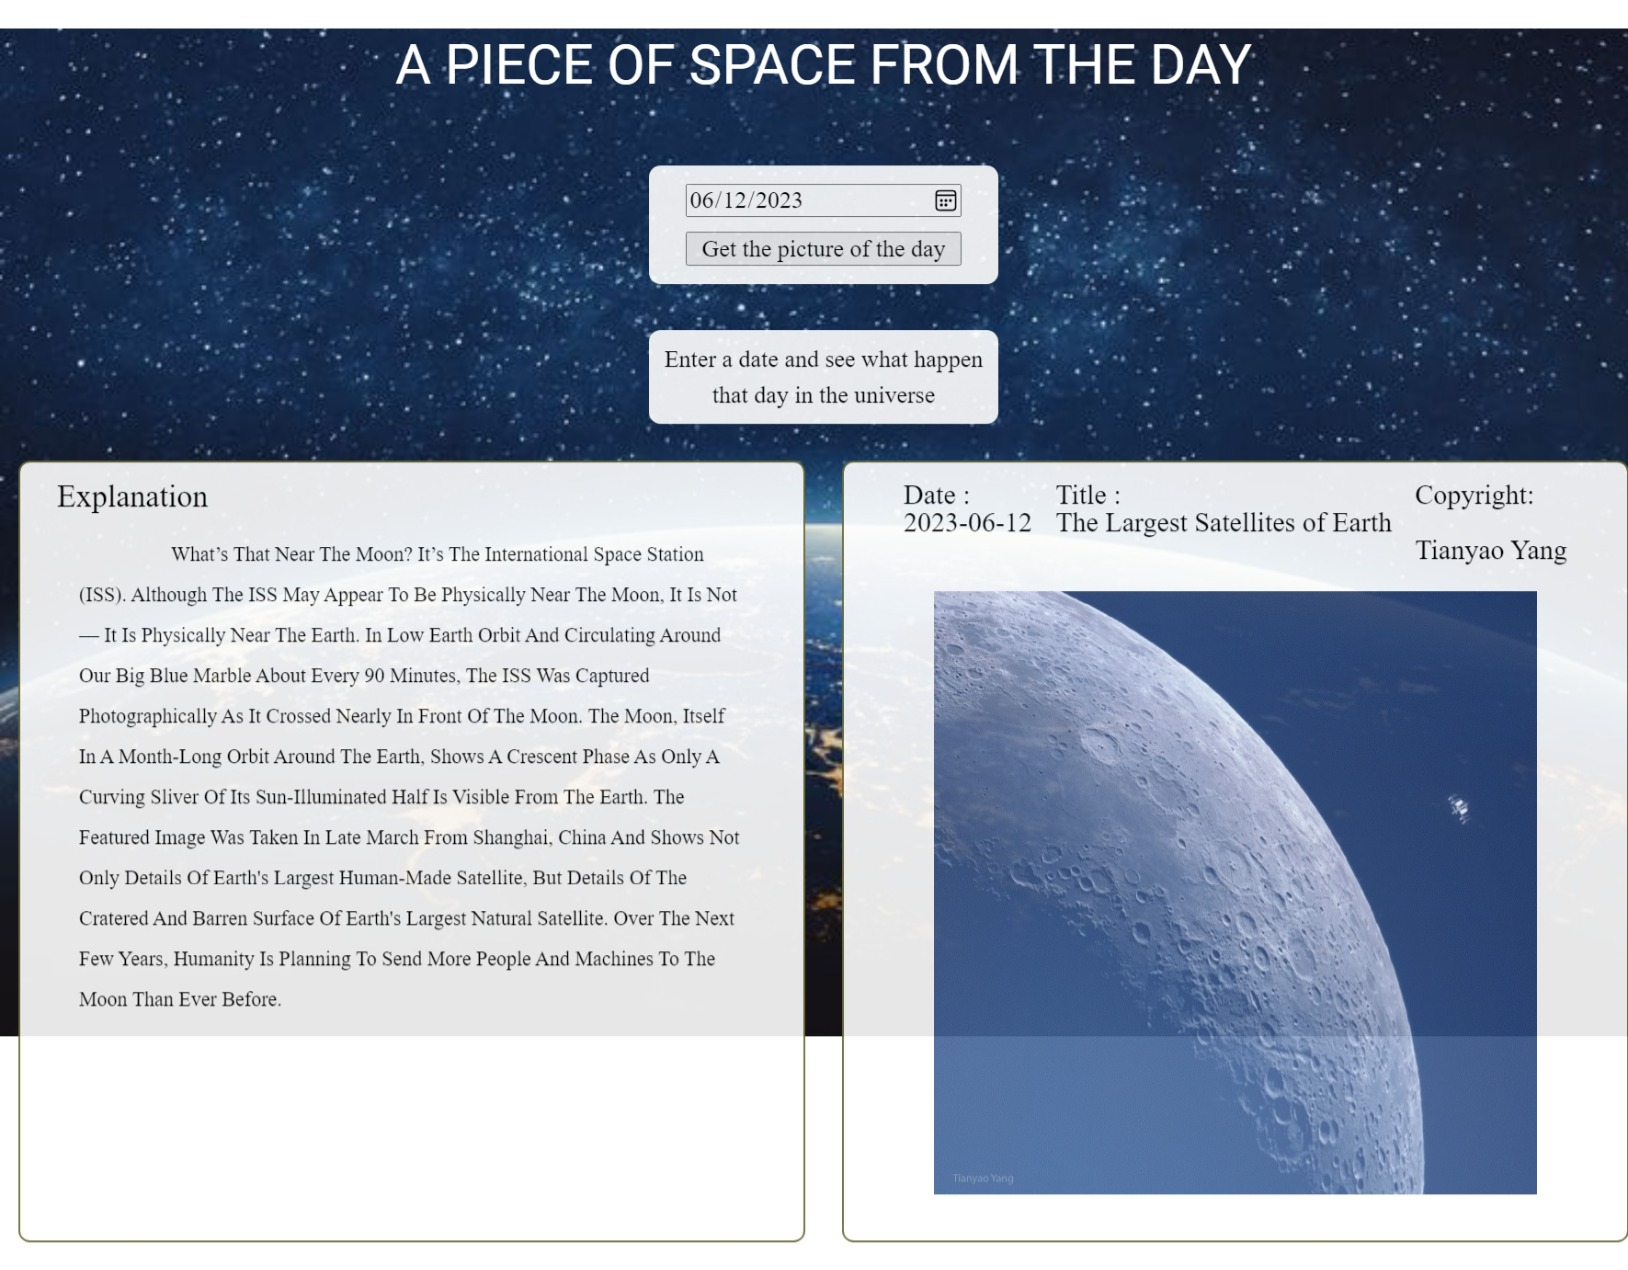 A PIECE OF SPACE FROM THE DAY
06/12/2023
Get the picture of the day
Enter a date and see what happen
that day in the universe
Explanation
What’s That Near The Moon? It’s The International Space Station
(ISS). Although The ISS May Appear To Be Physically Near The Moon, It Is Not
— It Is Physically Near The Earth. In Low Earth Orbit And Circulating Around
Our Big Blue Marble About Every 90 Minutes, The ISS Was Captured
Photographically As It Crossed Nearly In Front Of The Moon. The Moon, Itself
In A Month-Long Orbit Around The Earth, Shows A Crescent Phase As Only A
Curving Sliver Of Its Sun-Illuminated Half Is Visible From The Earth. The
Featured Image Was Taken In Late March From Shanghai, China And Shows Not
Only Details Of Earth's Largest Human-Made Satellite, But Details Of The
Cratered And Barren Surface Of Earth's Largest Natural Satellite. Over The Next
Few Years, Humanity Is Planning To Send More People And Machines To The
Moon Than Ever Before.
Date :
2023-06-12
Title :
The Largest Satellites of Earth
Copyright:
Tianyao Yang
Tianyao Yang